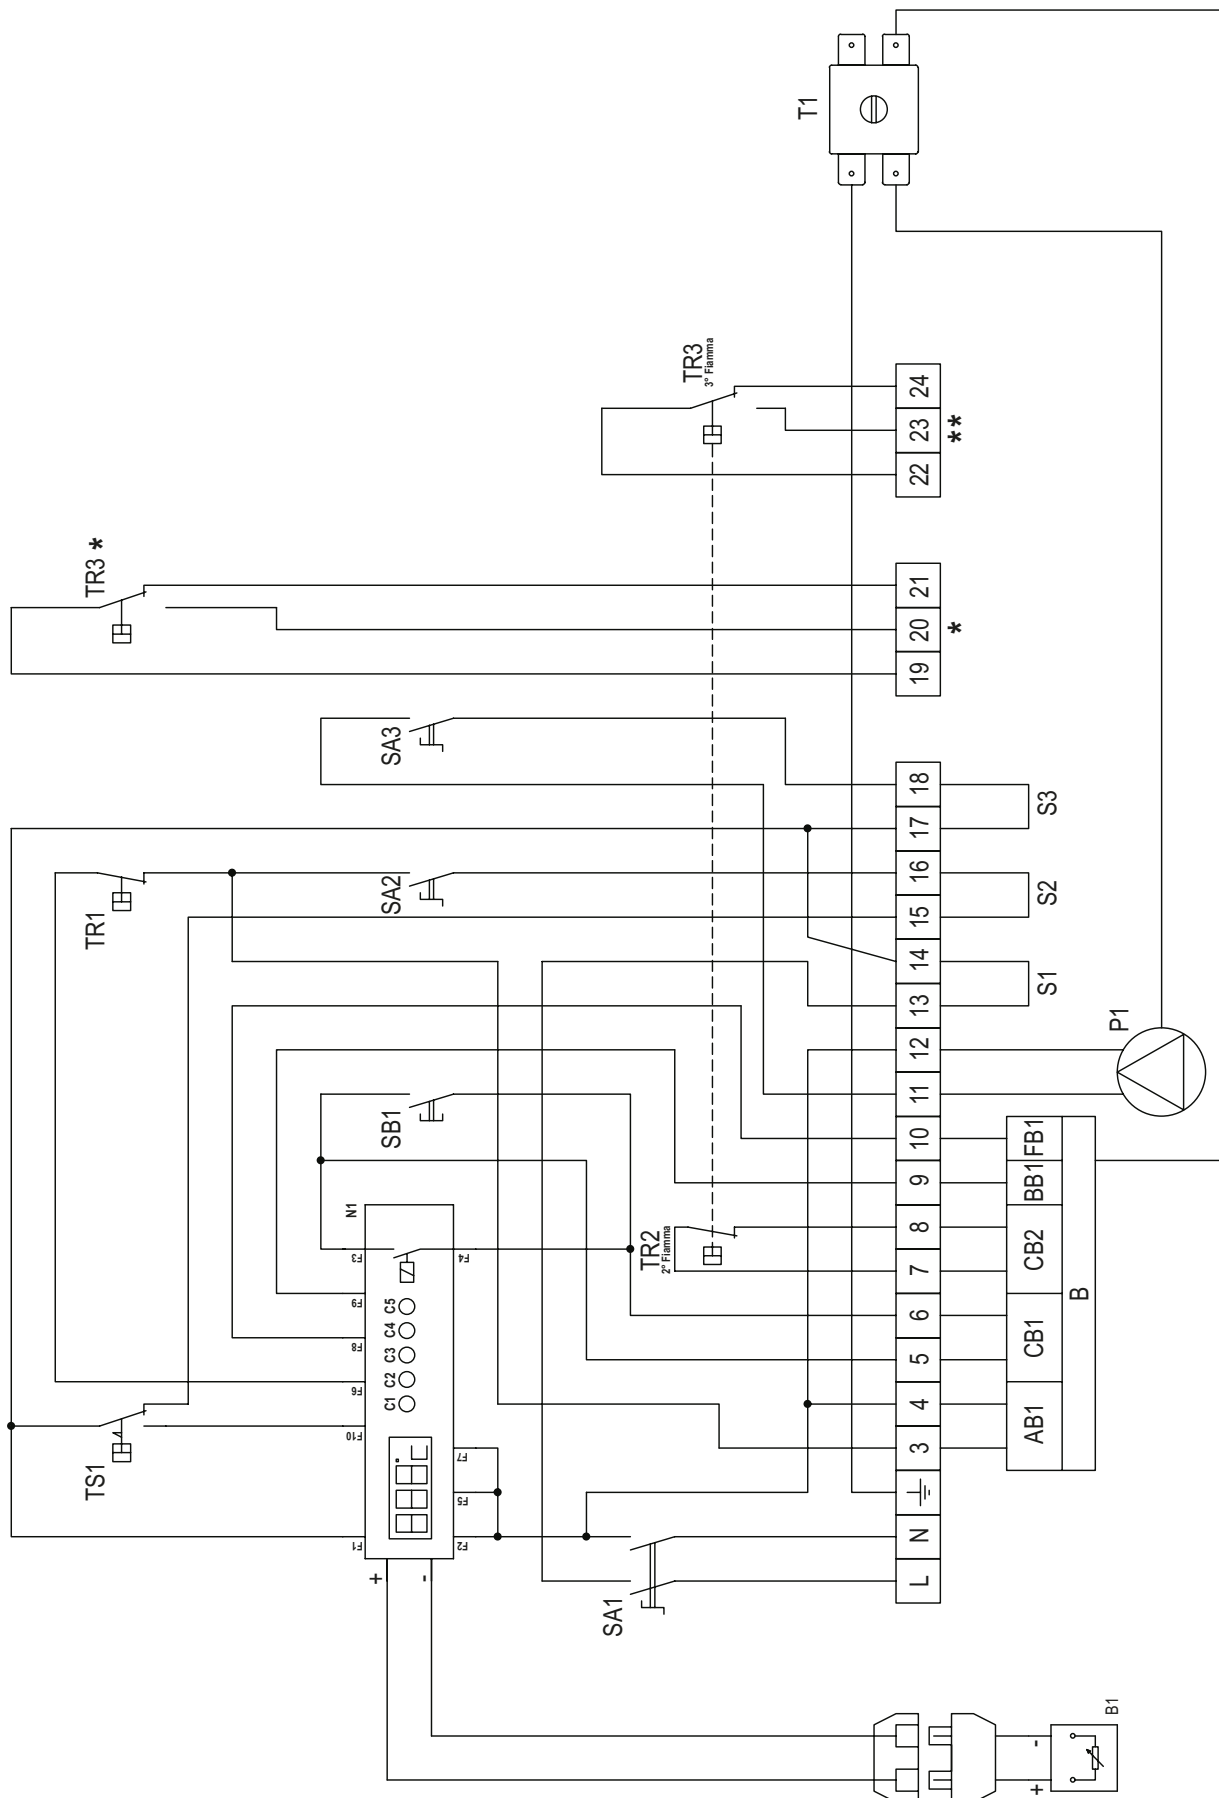 TS1
TR1
TR3 *
F1
F10
F6
F8
F9
F3
N1
+
-
C1 C2 C3 C4 C5
°C
SB1
SA2
SA3
F2
F5
F7
F4
SA1
TR2
2º Fiamma
TR3
3º Fiamma
T1
L N 3 4 5 6 7 8 9 10 11 12 13 14 15 16 17 18 19 20 21 22 23 24
*
**
AB1 CB1 CB2 BB1 FB1
B
S1
S2
S3
+
-
B1
P1